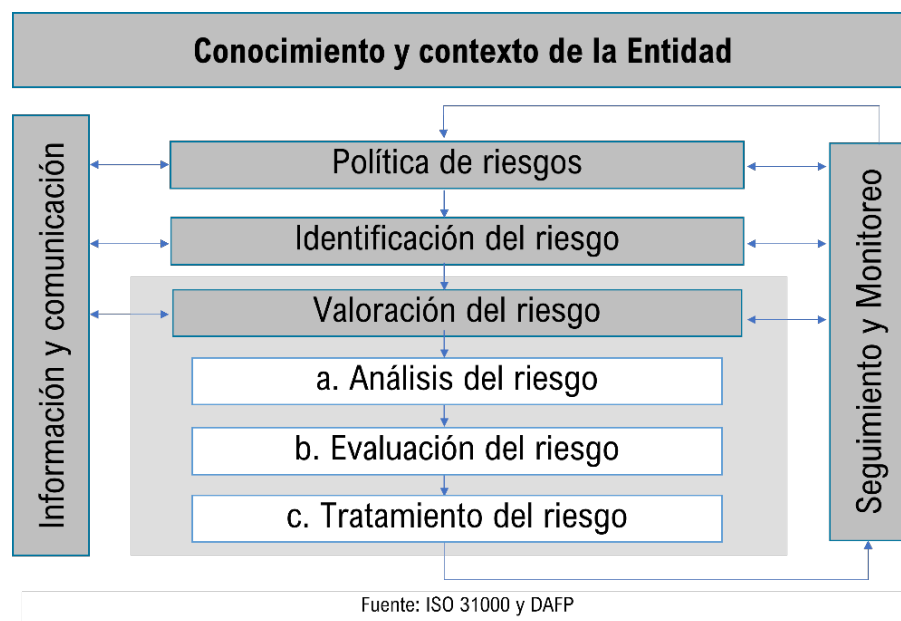 Conocimiento y contexto de la Entidad
Información y comunicación
Política de riesgos
Identificación del riesgo
Valoración del riesgo
a. Análisis del riesgo
b. Evaluación del riesgo
c. Tratamiento del riesgo
Seguimiento y Monitoreo
Fuente: ISO 31000 y DAFP